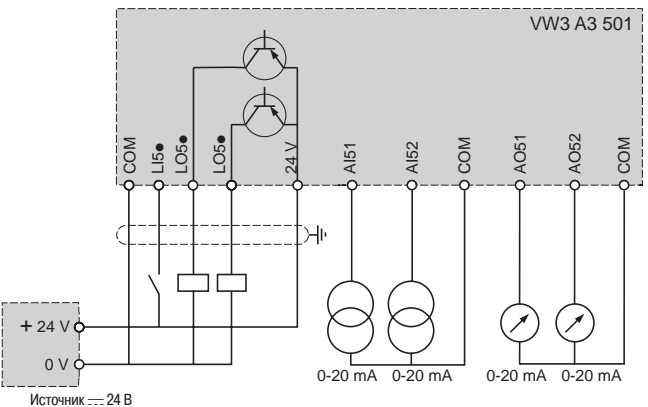 VW3 A3 501
COM
LI5●
LO5●
LO5●
24 V
AI51
AI52
COM
AO51
AO52
COM
+ 24 V
0 V
0-20 mA 0-20 mA
0-20 mA 0-20 mA
Источник ⎓ 24 В